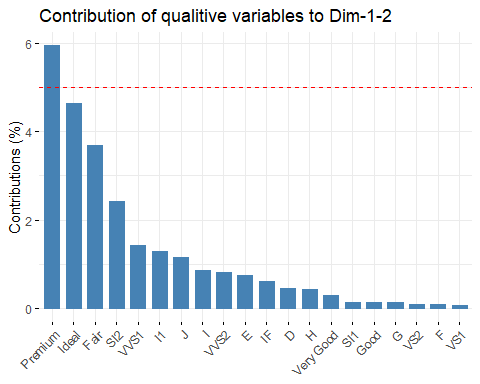 Contribution of qualitive variables to Dim-1-2
Contributions (%)
6
4
2
0
Premium
Ideal
Fair
SI2
VVS1
I1
J
I
VVS2
E
IF
D
H
Very Good
SI1
Good
G
VS2
F
VS1